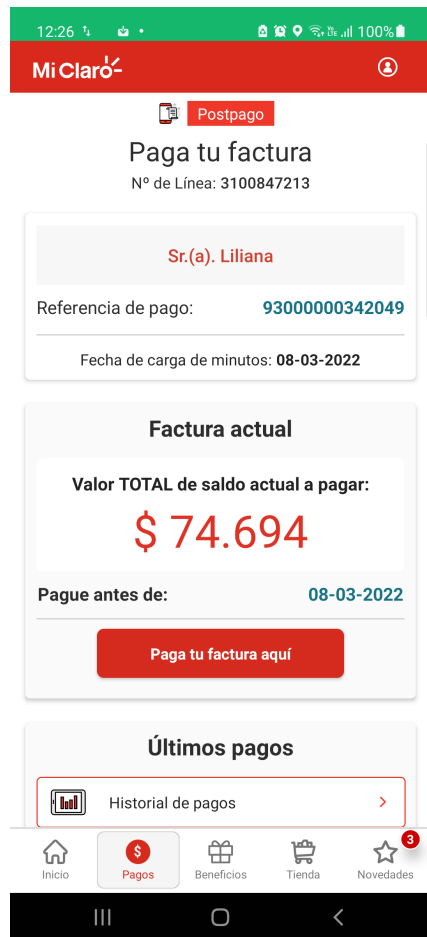 12:26
100%
Mi Claro
Postpago
Paga tu factura
Nº de Línea: 3100847213
Sr.(a). Liliana
Referencia de pago: 93000000342049
Fecha de carga de minutos: 08-03-2022
Factura actual
Valor TOTAL de saldo actual a pagar:
$ 74.694
Pague antes de: 08-03-2022
Paga tu factura aquí
Últimos pagos
Historial de pagos
3
$
Inicio Pagos Beneficios Tienda Novedades